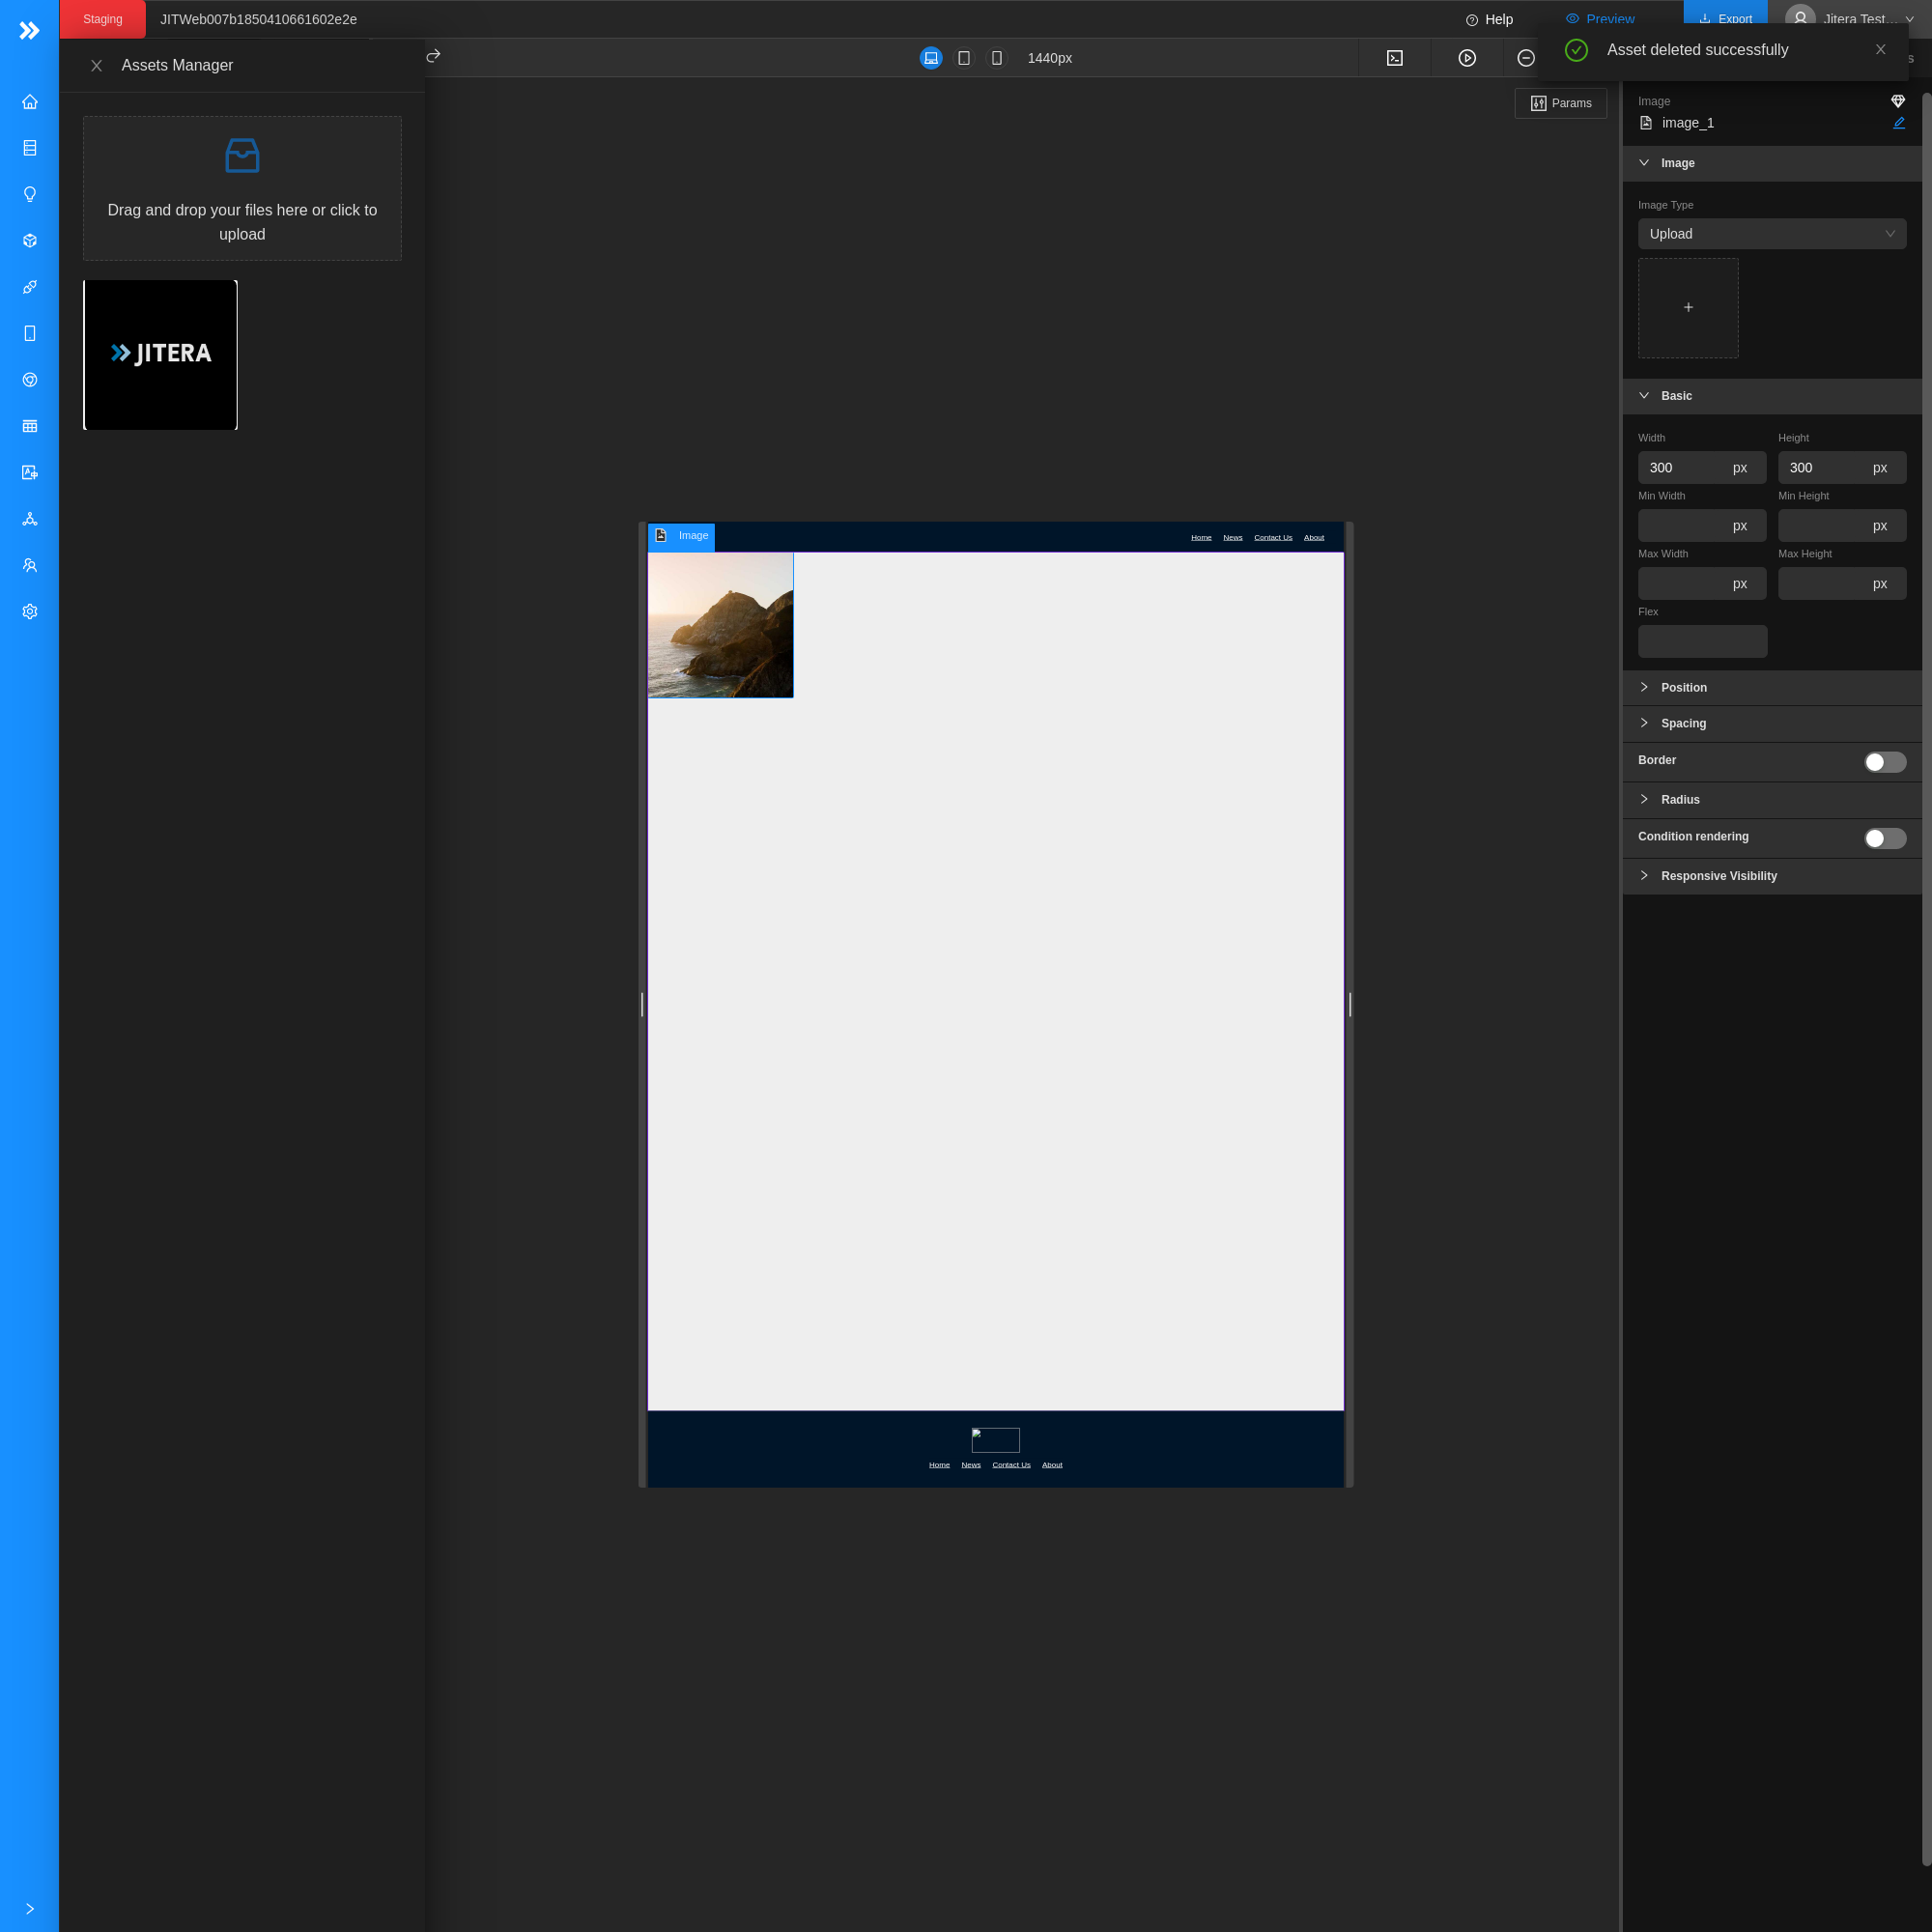 Staging
JITWeb007b1850410661602e2e
Help
Preview
Export
Jitera Test...
Asset deleted successfully
Assets Manager
1440px
Params
Drag and drop your files here or click to
upload
JITERA
Image
image_1
Image
Image Type
Upload
Basic
Width
Height
300
px
300
px
Min Width
Min Height
px
px
Max Width
Max Height
px
px
Flex
Position
Spacing
Border
Radius
Condition rendering
Responsive Visibility
Image
Home
News
Contact Us
About
Home
News
Contact Us
About